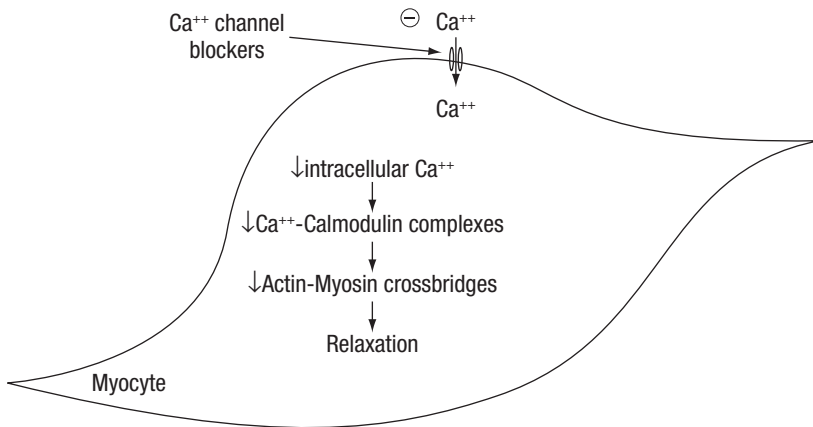 Ca⁺⁺ channel
blockers
⊖ Ca⁺⁺
Ca⁺⁺
↓intracellular Ca⁺⁺
↓Ca⁺⁺-Calmodulin complexes
↓Actin-Myosin crossbridges
Relaxation
Myocyte